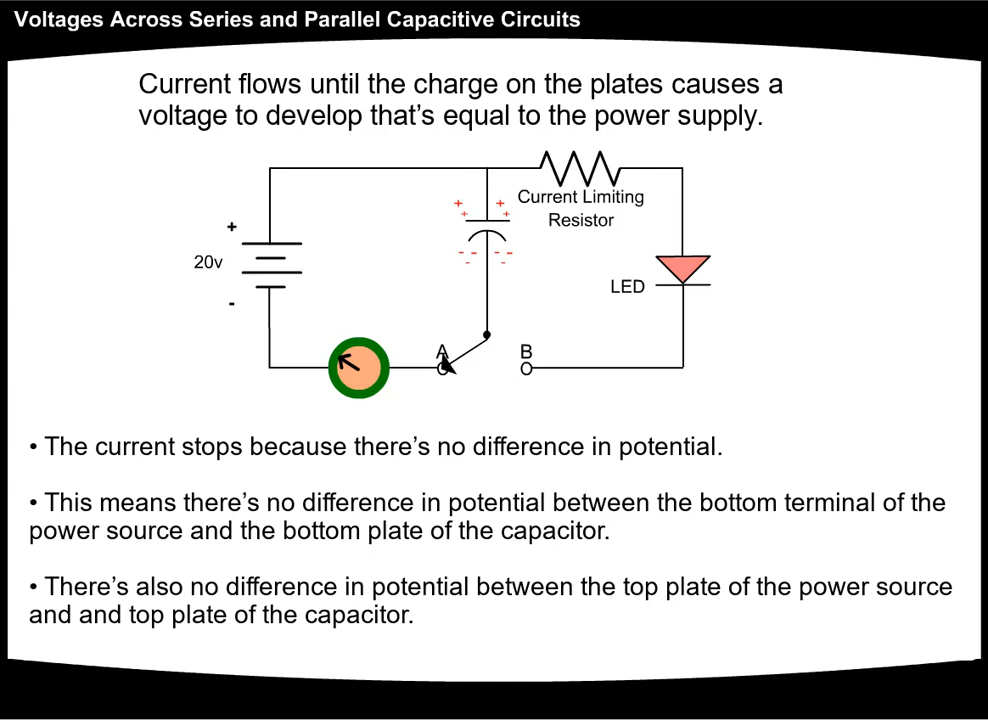 Voltages Across Series and Parallel Capacitive Circuits
Current flows until the charge on the plates causes a
voltage to develop that’s equal to the power supply.
+
20v
-
+ +
+ +
- - - -
- -
Current Limiting
Resistor
LED
A
B
• The current stops because there’s no difference in potential.
• This means there’s no difference in potential between the bottom terminal of the
power source and the bottom plate of the capacitor.
• There’s also no difference in potential between the top plate of the power source
and and top plate of the capacitor.